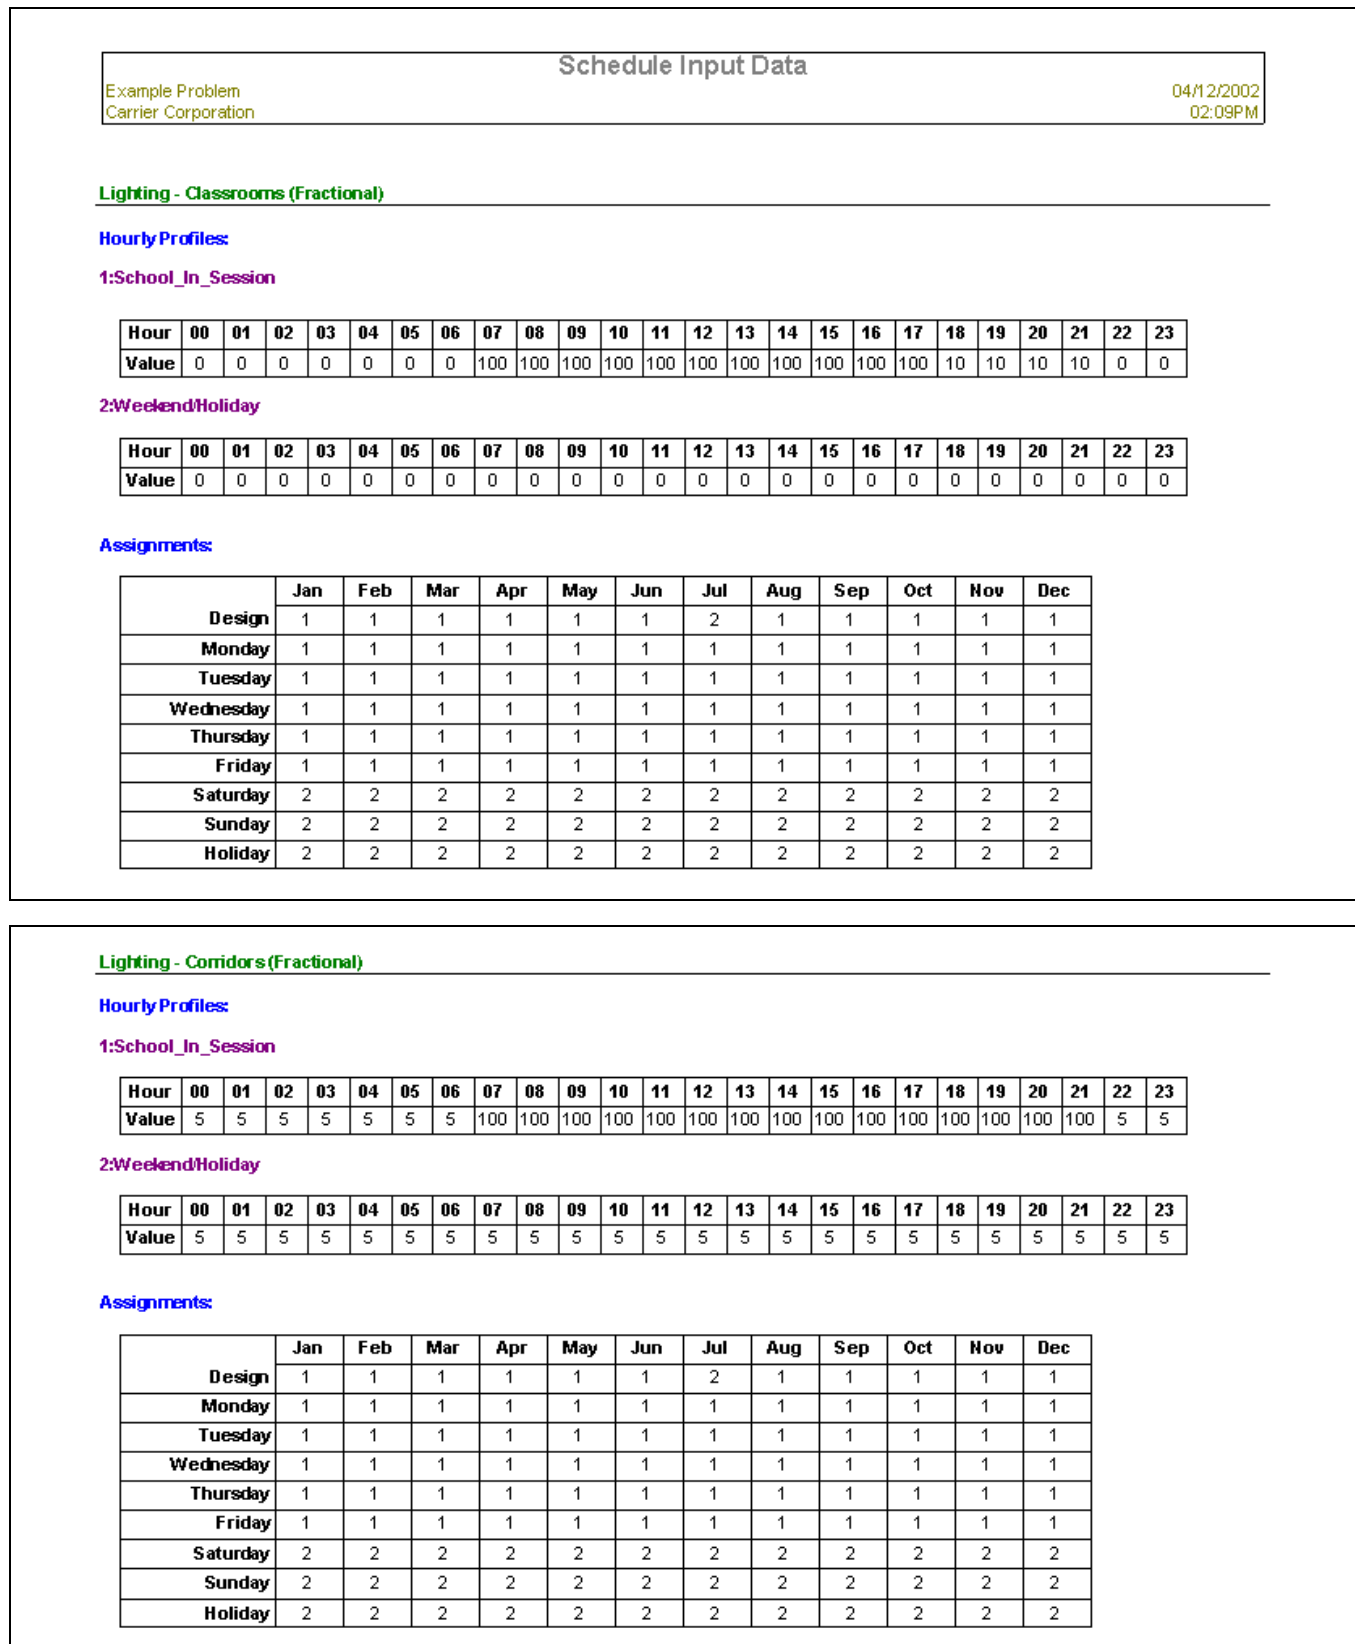 Schedule Input Data
Example Problem 04/12/2002
Carrier Corporation 02:09PM
Lighting - Classrooms (Fractional)
Hourly Profiles:
1:School_In_Session
Hour 00 01 02 03 04 05 06 07 08 09 10 11 12 13 14 15 16 17 18 19 20 21 22 23
Value 0 0 0 0 0 0 0 100 100 100 100 100 100 100 100 100 100 100 10 10 10 10 0 0
2:Weekend/Holiday
Hour 00 01 02 03 04 05 06 07 08 09 10 11 12 13 14 15 16 17 18 19 20 21 22 23
Value 0 0 0 0 0 0 0 0 0 0 0 0 0 0 0 0 0 0 0 0 0 0 0 0
Assignments:
Jan Feb Mar Apr May Jun Jul Aug Sep Oct Nov Dec
Design 1 1 1 1 1 1 2 1 1 1 1 1
Monday 1 1 1 1 1 1 1 1 1 1 1 1
Tuesday 1 1 1 1 1 1 1 1 1 1 1 1
Wednesday 1 1 1 1 1 1 1 1 1 1 1 1
Thursday 1 1 1 1 1 1 1 1 1 1 1 1
Friday 1 1 1 1 1 1 1 1 1 1 1 1
Saturday 2 2 2 2 2 2 2 2 2 2 2 2
Sunday 2 2 2 2 2 2 2 2 2 2 2 2
Holiday 2 2 2 2 2 2 2 2 2 2 2 2
Lighting - Corridors (Fractional)
Hourly Profiles:
1:School_In_Session
Hour 00 01 02 03 04 05 06 07 08 09 10 11 12 13 14 15 16 17 18 19 20 21 22 23
Value 5 5 5 5 5 5 5 100 100 100 100 100 100 100 100 100 100 100 100 100 100 100 5 5
2:Weekend/Holiday
Hour 00 01 02 03 04 05 06 07 08 09 10 11 12 13 14 15 16 17 18 19 20 21 22 23
Value 5 5 5 5 5 5 5 5 5 5 5 5 5 5 5 5 5 5 5 5 5 5 5 5
Assignments:
Jan Feb Mar Apr May Jun Jul Aug Sep Oct Nov Dec
Design 1 1 1 1 1 1 2 1 1 1 1 1
Monday 1 1 1 1 1 1 1 1 1 1 1 1
Tuesday 1 1 1 1 1 1 1 1 1 1 1 1
Wednesday 1 1 1 1 1 1 1 1 1 1 1 1
Thursday 1 1 1 1 1 1 1 1 1 1 1 1
Friday 1 1 1 1 1 1 1 1 1 1 1 1
Saturday 2 2 2 2 2 2 2 2 2 2 2 2
Sunday 2 2 2 2 2 2 2 2 2 2 2 2
Holiday 2 2 2 2 2 2 2 2 2 2 2 2